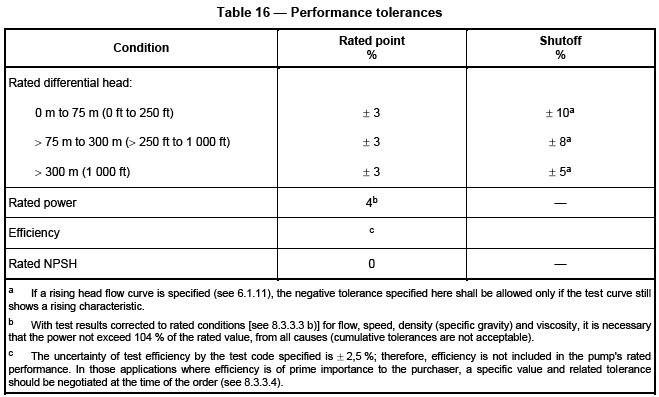 Table 16 — Performance tolerances
Condition
Rated point
%
Shutoff
%
Rated differential head:
0 m to 75 m (0 ft to 250 ft) ± 3 ± 10a
> 75 m to 300 m (> 250 ft to 1 000 ft) ± 3 ± 8a
> 300 m (1 000 ft) ± 3 ± 5a
Rated power 4b —
Efficiency c
Rated NPSH 0 —
a If a rising head flow curve is specified (see 6.1.11), the negative tolerance specified here shall be allowed only if the test curve still
shows a rising characteristic.
b With test results corrected to rated conditions [see 8.3.3.3 b)] for flow, speed, density (specific gravity) and viscosity, it is necessary
that the power not exceed 104 % of the rated value, from all causes (cumulative tolerances are not acceptable).
c The uncertainty of test efficiency by the test code specified is ± 2,5 %; therefore, efficiency is not included in the pump's rated
performance. In those applications where efficiency is of prime importance to the purchaser, a specific value and related tolerance
should be negotiated at the time of the order (see 8.3.3.4).